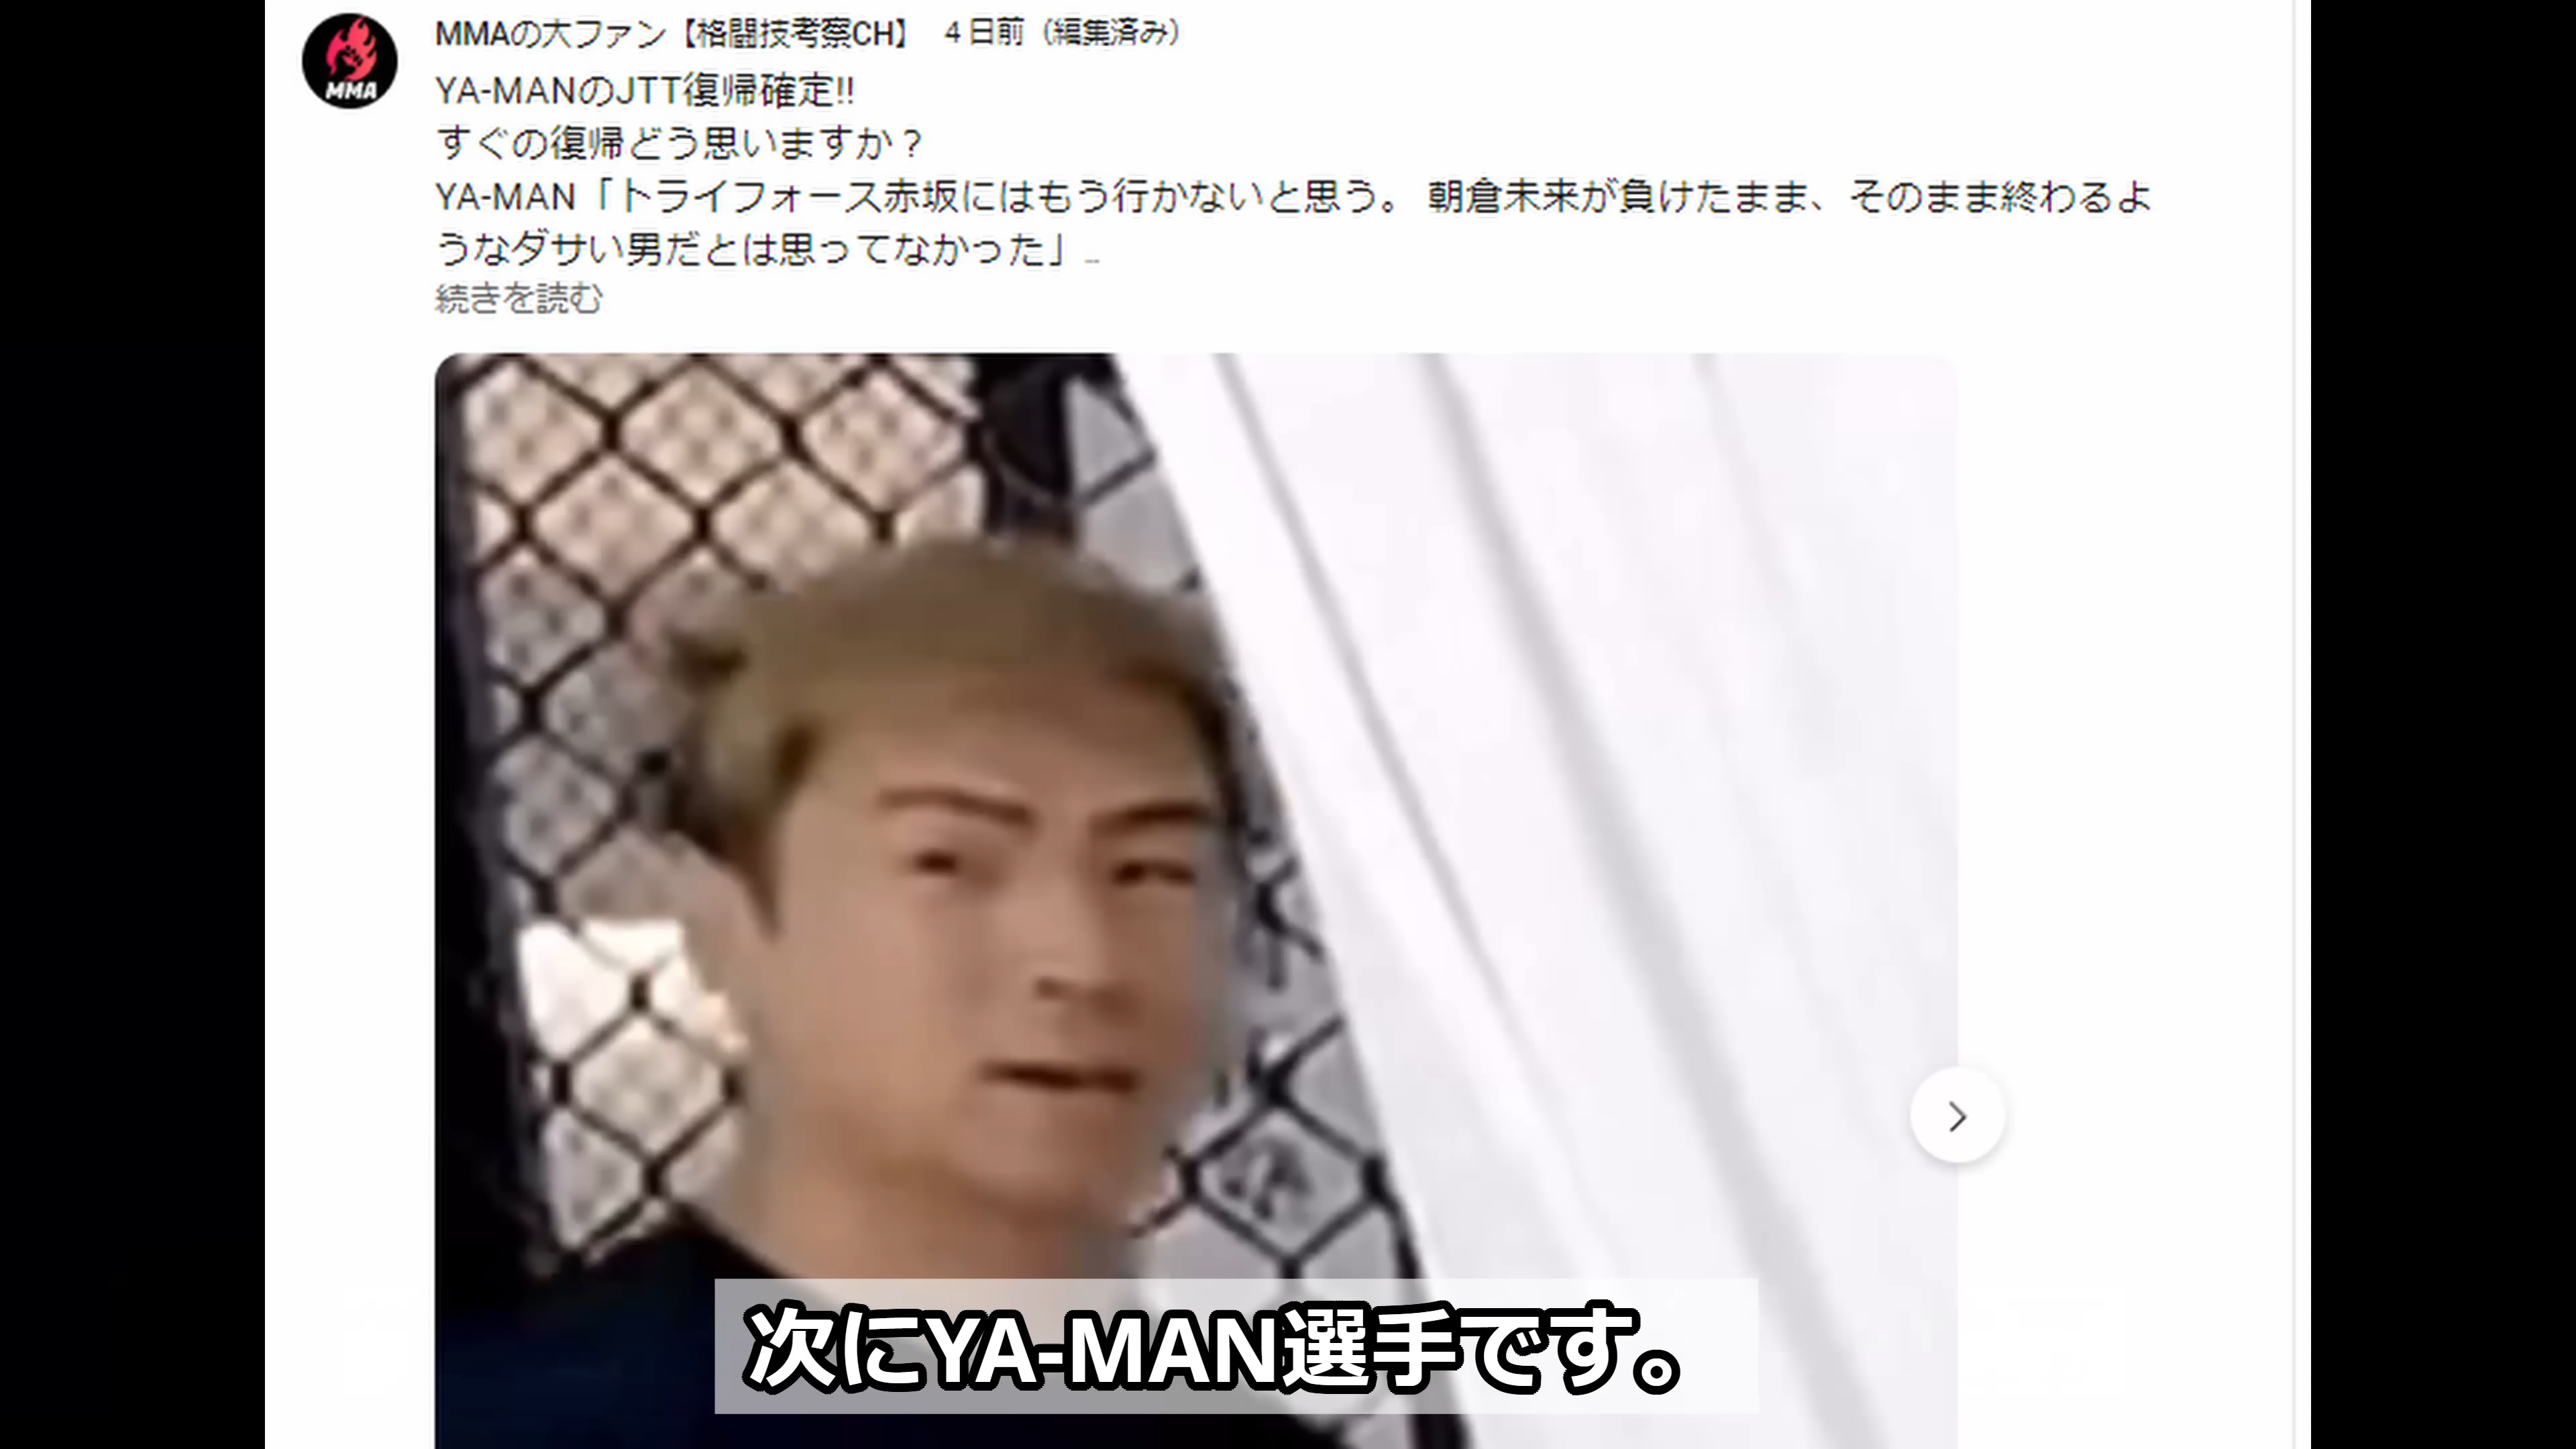 MMA
MMAの大ファン【格闘技考察CH】 4日前（編集済み）
YA-MANのJTT復帰確定!!
すぐの復帰どう思いますか？
YA-MAN「トライフォース赤坂にはもう行かないと思う。 朝倉未来が負けたまま、そのまま終わるよ
うなダサい男だとは思ってなかった」...
続きを読む
次にYA-MAN選手です。